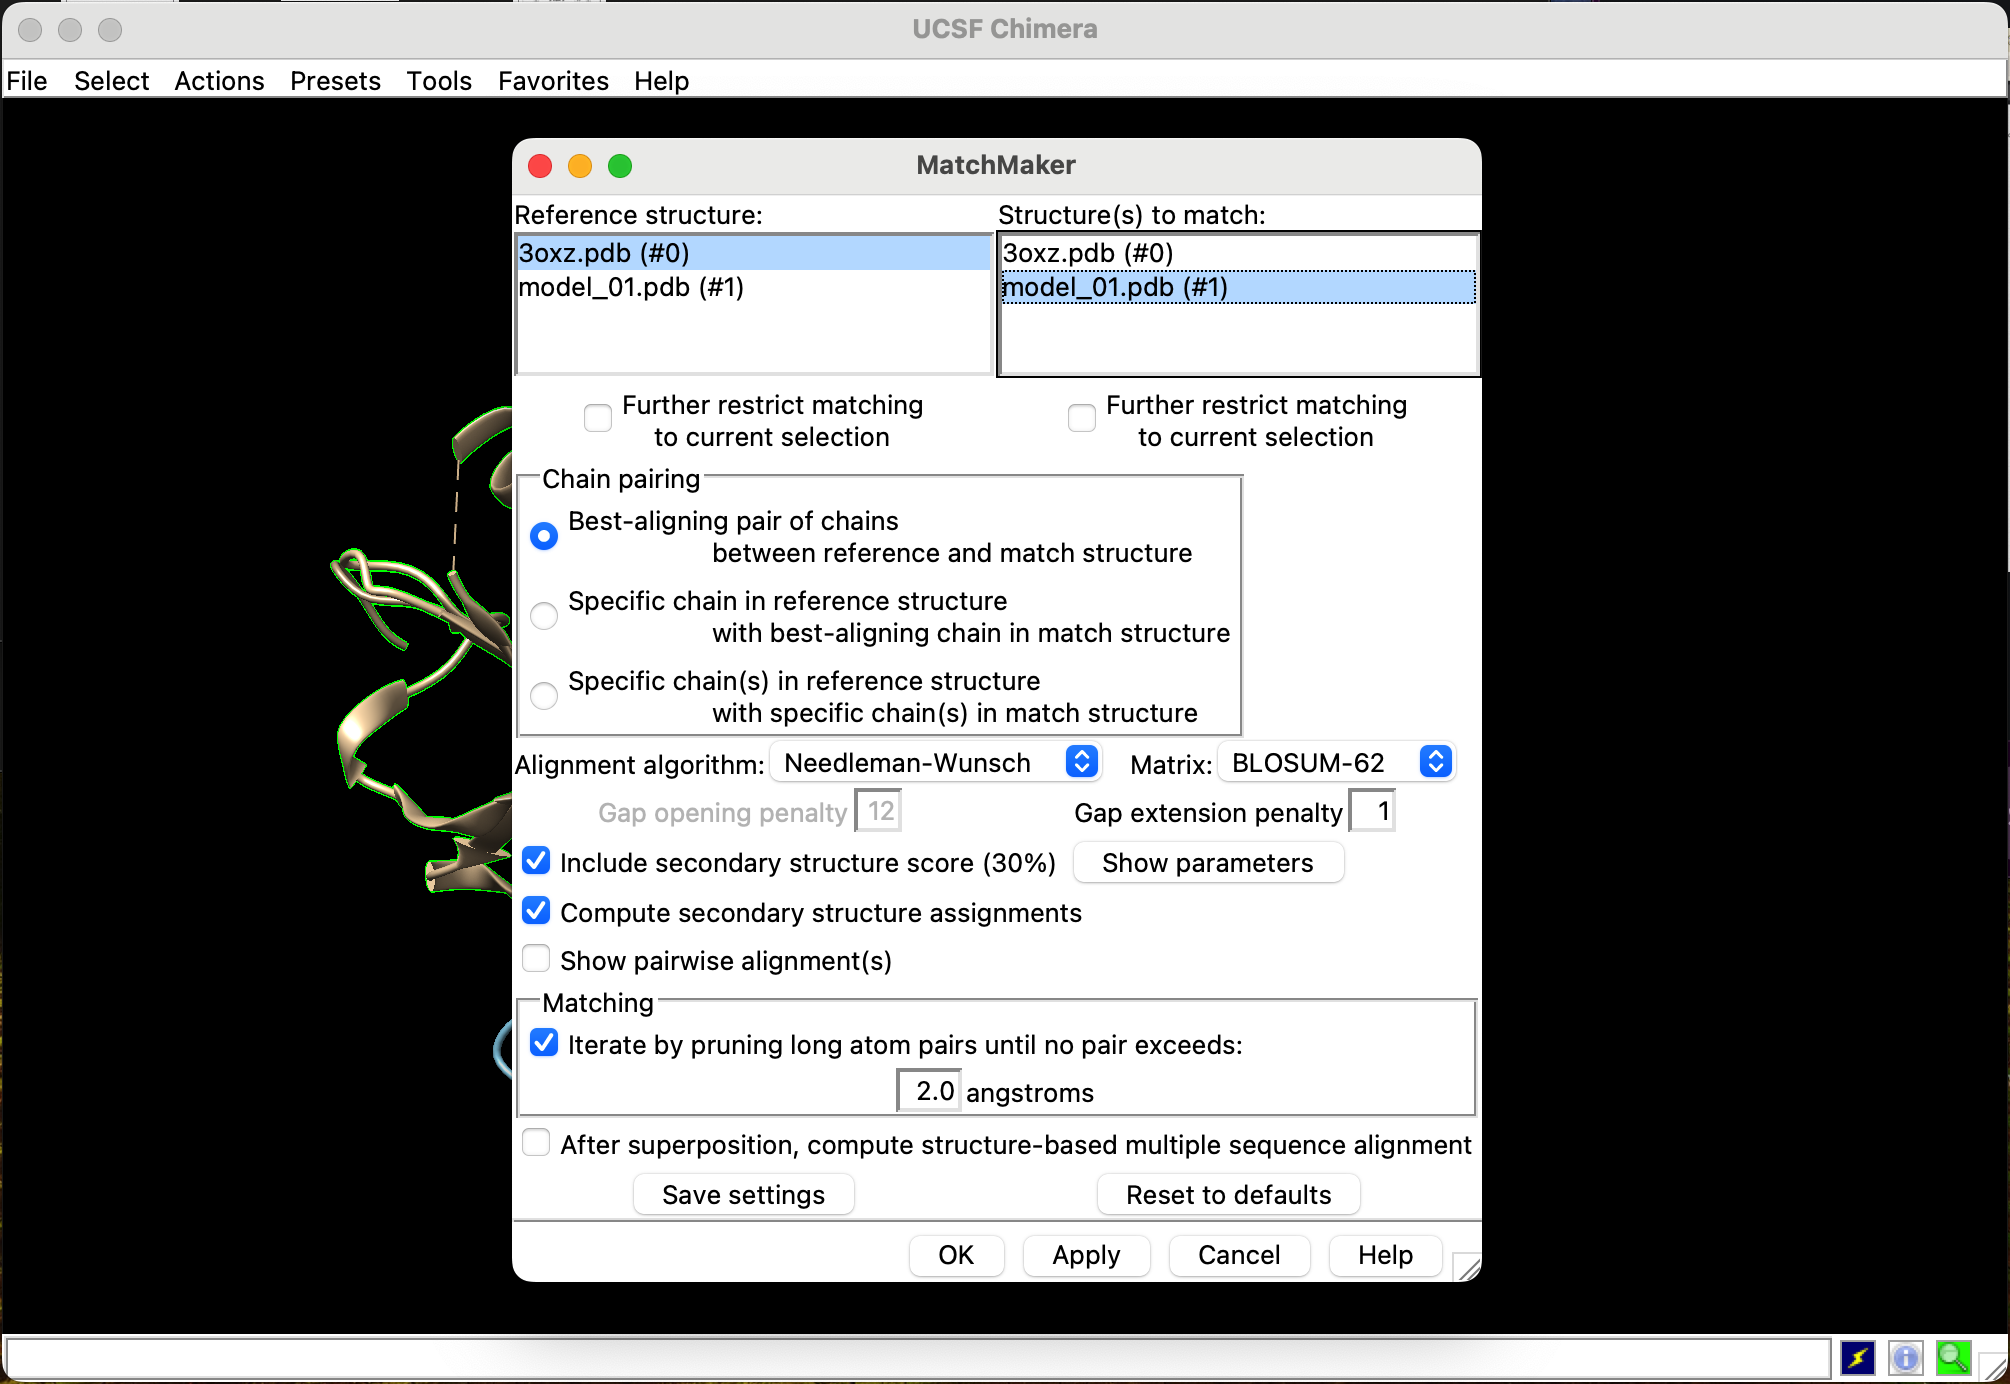 UCSF Chimera
File Select Actions Presets Tools Favorites Help
MatchMaker
Reference structure:
3oxz.pdb (#0)
model_01.pdb (#1)
Structure(s) to match:
3oxz.pdb (#0)
model_01.pdb (#1)
Further restrict matching
to current selection
Further restrict matching
to current selection
Chain pairing
Best-aligning pair of chains
between reference and match structure
Specific chain in reference structure
with best-aligning chain in match structure
Specific chain(s) in reference structure
with specific chain(s) in match structure
Alignment algorithm: Needleman-Wunsch Matrix: BLOSUM-62
Gap opening penalty 12 Gap extension penalty 1
Include secondary structure score (30%) Show parameters
Compute secondary structure assignments
Show pairwise alignment(s)
Matching
Iterate by pruning long atom pairs until no pair exceeds:
2.0 angstroms
After superposition, compute structure-based multiple sequence alignment
Save settings Reset to defaults
OK Apply Cancel Help